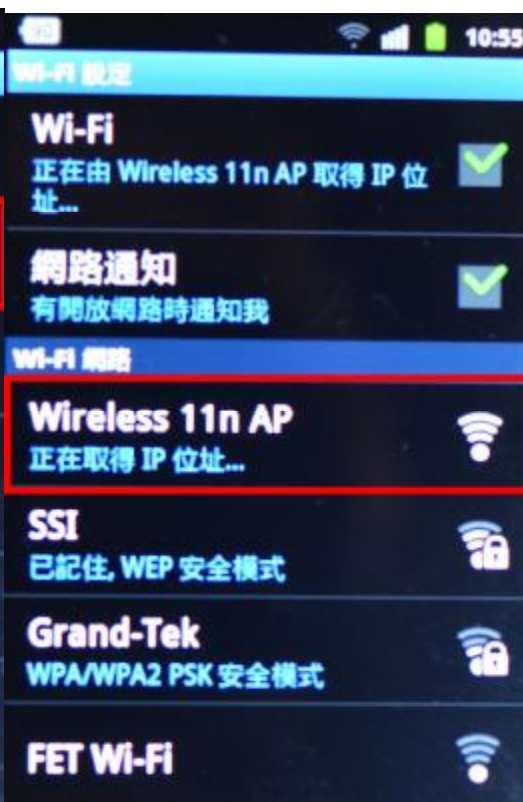 10:55
Wi-Fi 設定
Wi-Fi
正在由 Wireless 11n AP 取得 IP 位
址...
網路通知
有開放網路時通知我
Wi-Fi 網路
Wireless 11n AP
正在取得 IP 位址...
SSI
已記住, WEP 安全模式
Grand-Tek
WPA/WPA2 PSK 安全模式
FET Wi-Fi